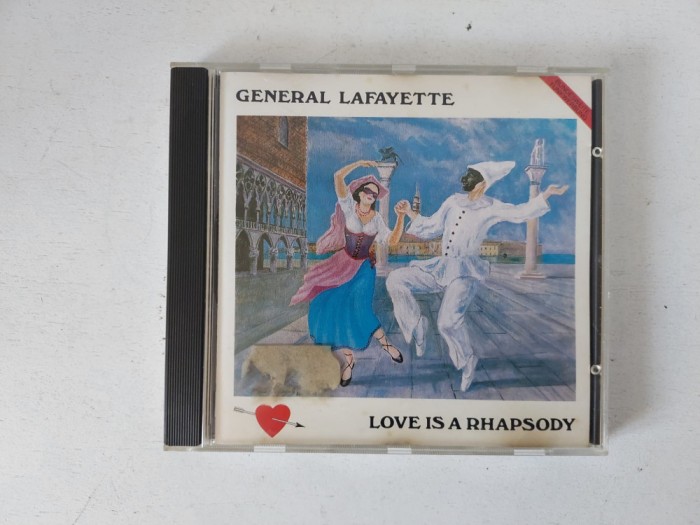 GENERAL LAFAYETTE
LOVE IS A RHAPSODY